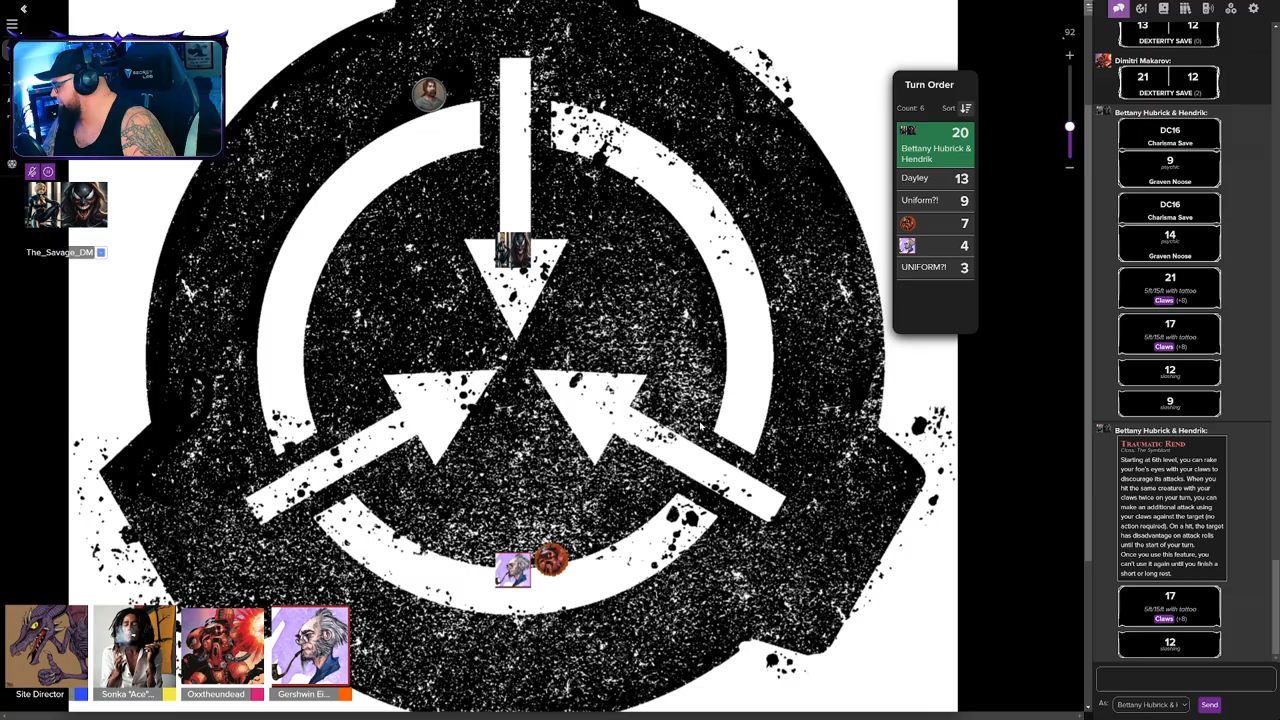 SECRET
LAB
The_Savage_DM
Site Director
Sonka "Ace"...
Oxxtheundead
Gershwin Ei...
.92
Turn Order
Count: 6
Sort
20
Bettany Hubrick &
Hendrik
Dayley
13
Uniform?!
9
7
4
UNIFORM?!
3
13
12
DEXTERITY SAVE (0)
Dimitri Makarov:
21
12
DEXTERITY SAVE (2)
Bettany Hubrick & Hendrik:
DC16
Charisma Save
9
psychic
Graven Noose
DC16
Charisma Save
14
psychic
Graven Noose
21
5ft/15ft with tattoo
Claws (+8)
17
5ft/15ft with tattoo
Claws (+8)
12
slashing
9
slashing
Bettany Hubrick & Hendrik:
Traumatic Rend
Class: The Symbiont
Starting at 6th level, you can rake
your foe's eyes with your claws to
discourage its attacks. When you
hit the same creature with your
claws twice on your turn, you can
make an additional attack using
your claws against the target (no
action required). On a hit, the target
has disadvantage on attack rolls
until the start of your turn.
Once you use this feature, you
can't use it again until you finish a
short or long rest.
17
5ft/15ft with tattoo
Claws (+8)
12
slashing
As:
Bettany Hubrick & H
Send